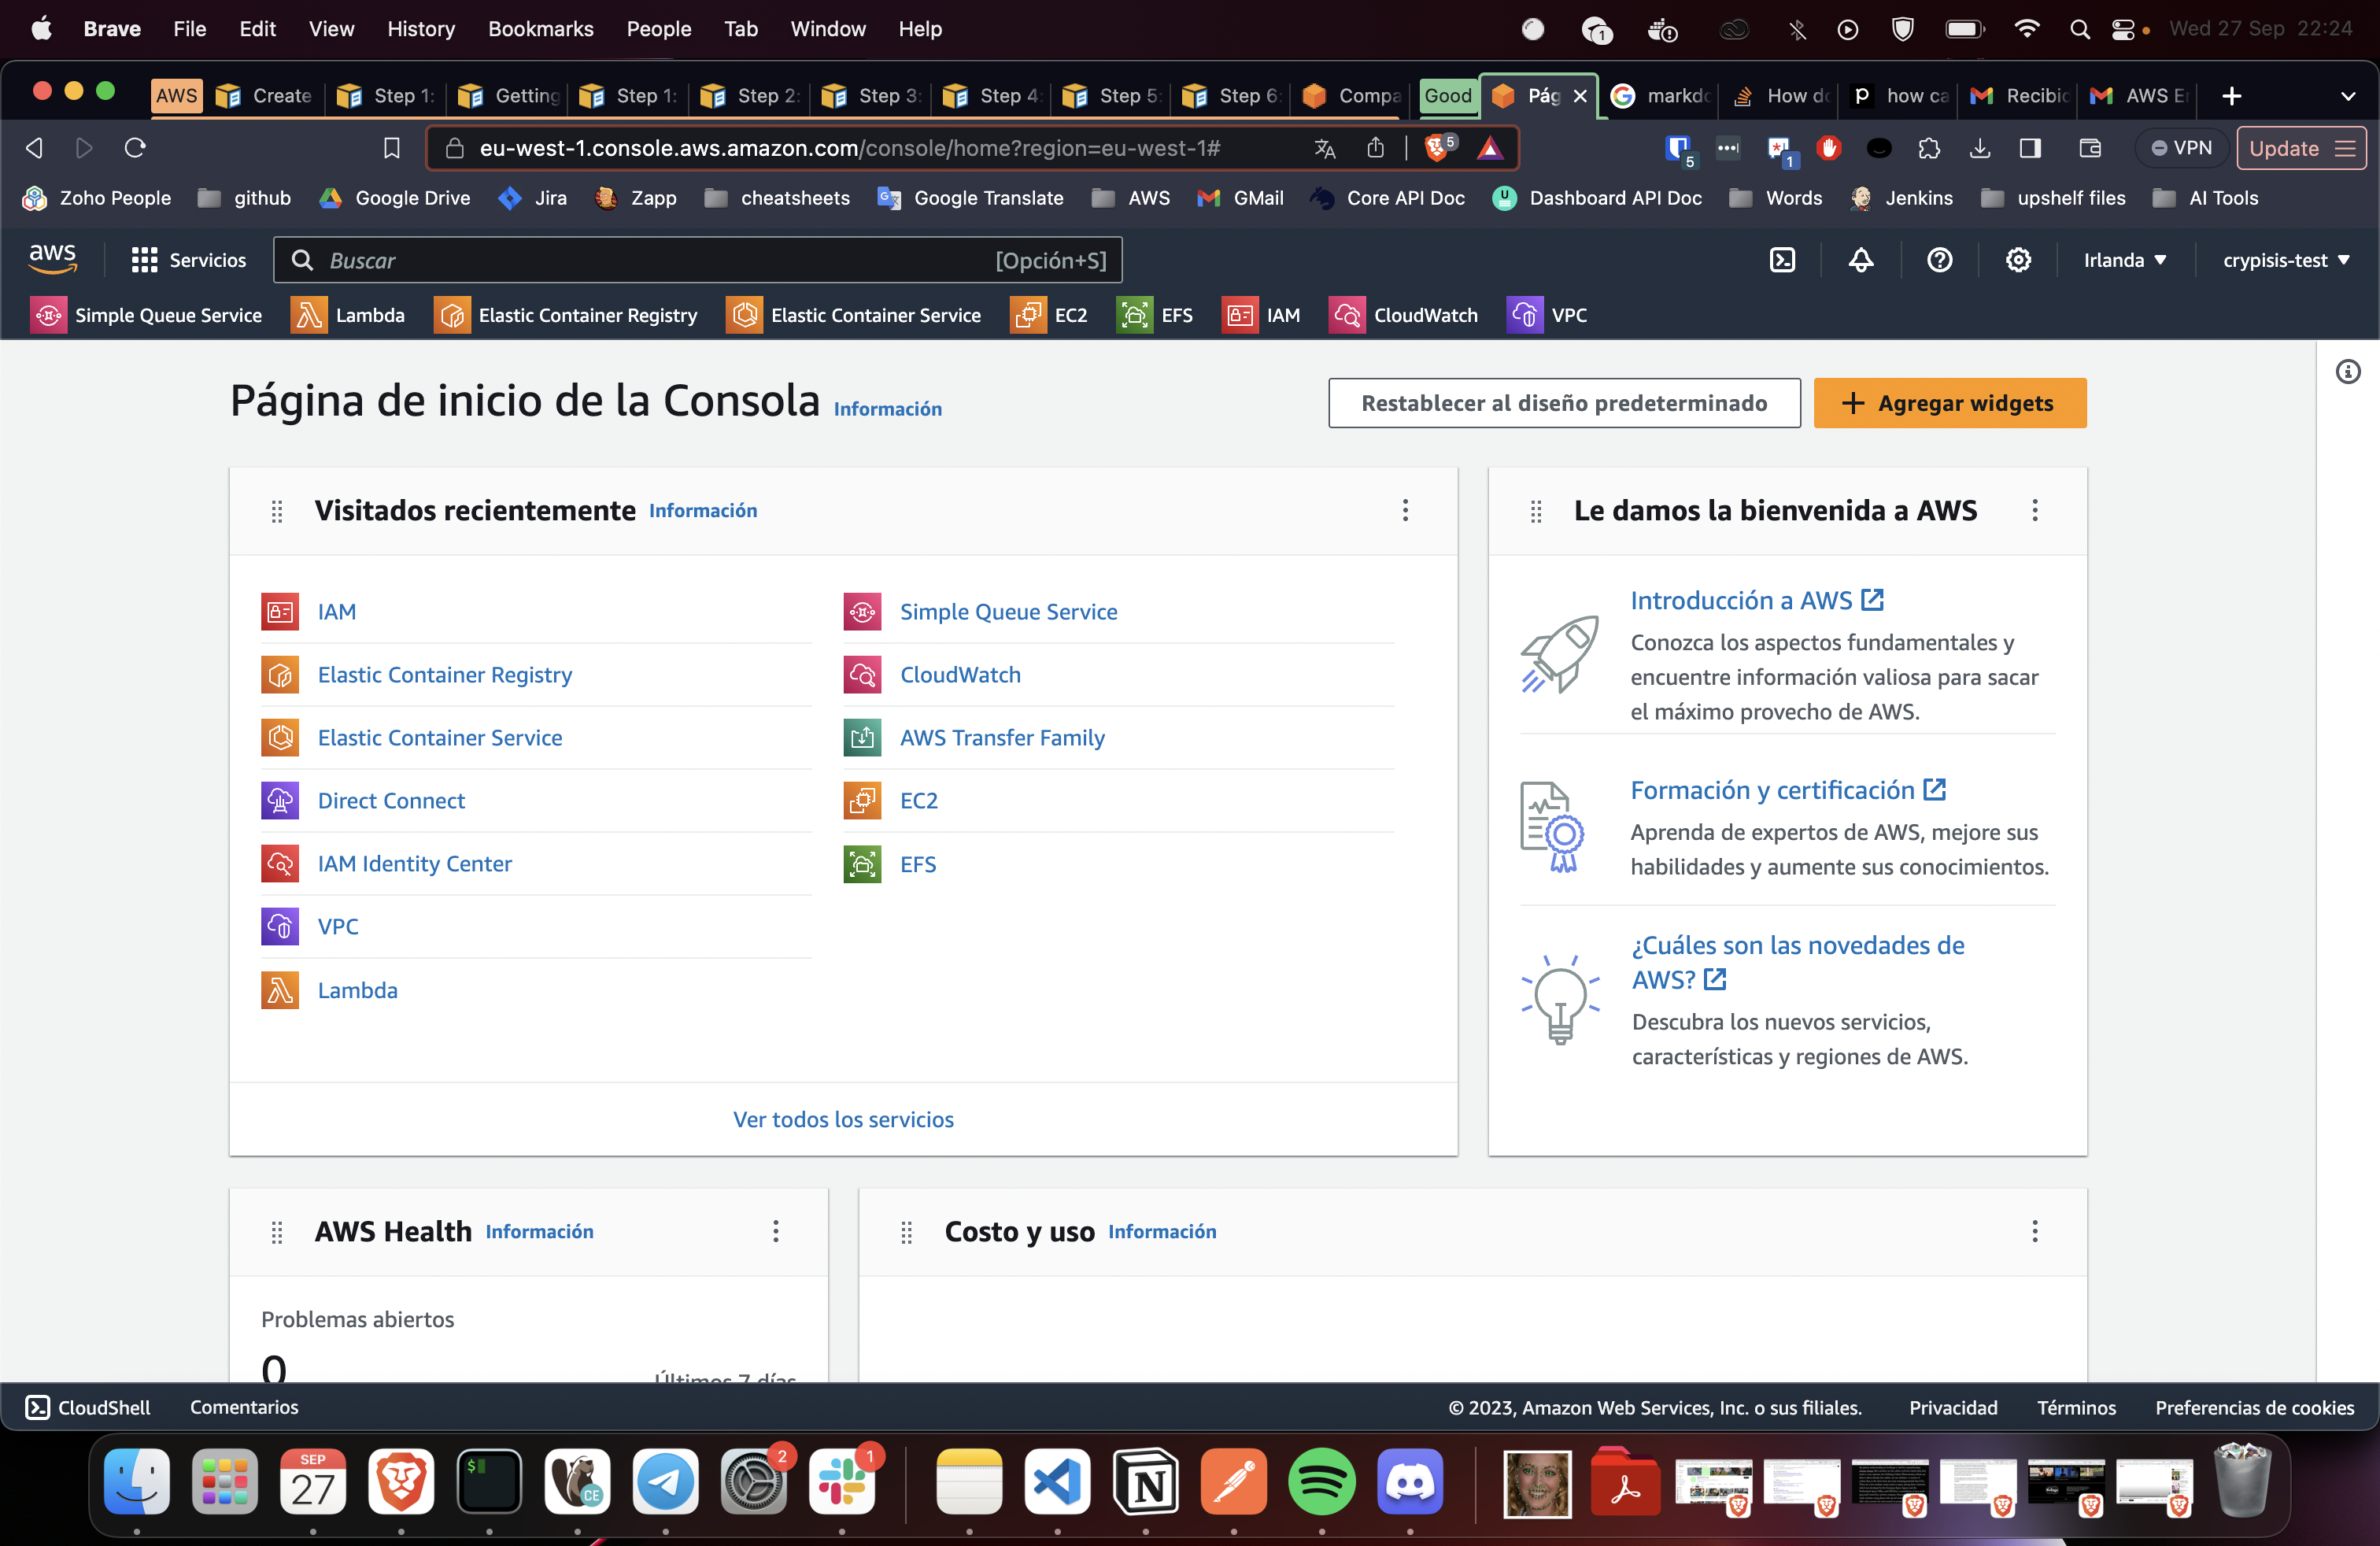 Brave File Edit View History Bookmarks People Tab Window Help 1 Wed 27 Sep 22:24
AWS Create Step 1: Getting Step 1: Step 2: Step 3: Step 4: Step 5: Step 6: Compa Good Pág markdo How do how ca Recibid AWS E
eu-west-1.console.aws.amazon.com/console/home?region=eu-west-1# 5 5 1 VPN Update
Zoho People github Google Drive Jira Zapp cheatsheets Google Translate AWS GMail Core API Doc Dashboard API Doc Words Jenkins upshelf files AI Tools
aws Servicios Buscar [Opción+S] Irlanda crypisis-test
Simple Queue Service Lambda Elastic Container Registry Elastic Container Service EC2 EFS IAM CloudWatch VPC
Página de inicio de la Consola Información
Restablecer al diseño predeterminado
Agregar widgets
Visitados recientemente Información
IAM
Elastic Container Registry
Elastic Container Service
Direct Connect
IAM Identity Center
VPC
Lambda
Simple Queue Service
CloudWatch
AWS Transfer Family
EC2
EFS
Ver todos los servicios
Le damos la bienvenida a AWS
Introducción a AWS
Conozca los aspectos fundamentales y
encuentre información valiosa para sacar
el máximo provecho de AWS.
Formación y certificación
Aprenda de expertos de AWS, mejore sus
habilidades y aumente sus conocimientos.
¿Cuáles son las novedades de
AWS?
Descubra los nuevos servicios,
características y regiones de AWS.
AWS Health Información
Problemas abiertos
0
Últimos 7 días
Costo y uso Información
CloudShell Comentarios © 2023, Amazon Web Services, Inc. o sus filiales. Privacidad Términos Preferencias de cookies
SEP
27
$
CE
2
1